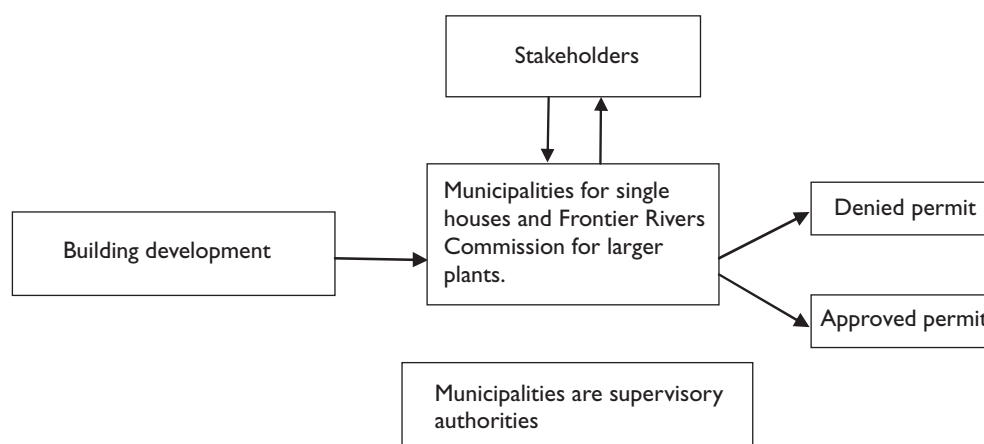 Stakeholders
Municipalities for single
houses and Frontier Rivers
Commission for larger
plants.
Building development
Denied permit
Approved permit
Municipalities are supervisory
authorities